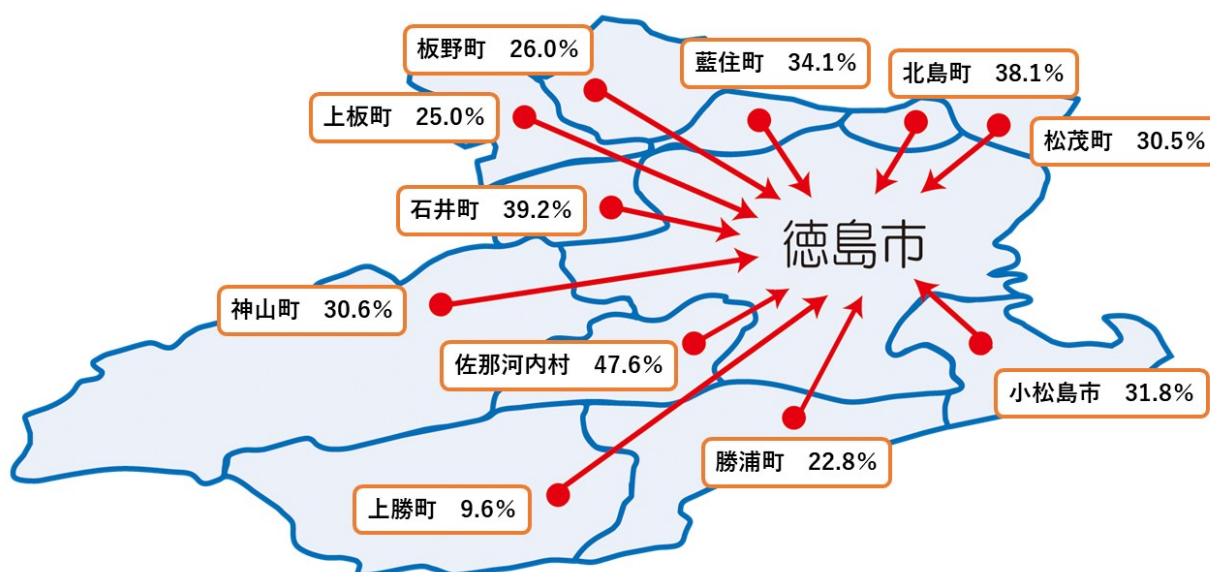 板野町　26.0%
藍住町　34.1%
北島町　38.1%
上板町　25.0%
松茂町　30.5%
石井町　39.2%
徳島市
神山町　30.6%
佐那河内村　47.6%
小松島市　31.8%
勝浦町　22.8%
上勝町　9.6%